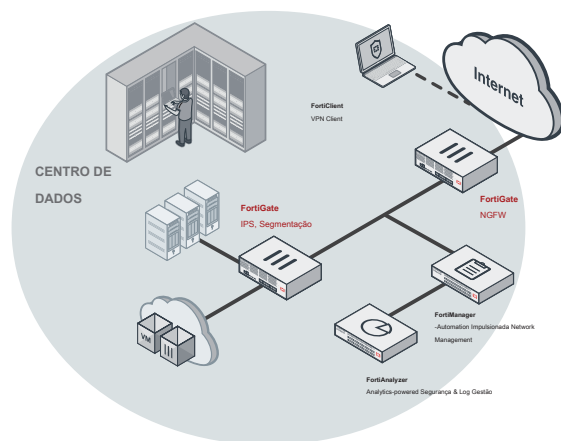 Internet
FortiClient
VPN Client
CENTRO DE
DADOS
FortiGate
NGFW
FortiGate
IPS, Segmentação
FortiManager
-Automation Impulsionada Network
Management
VM
FortiAnalyzer
Analytics-powered Segurança & Log Gestão